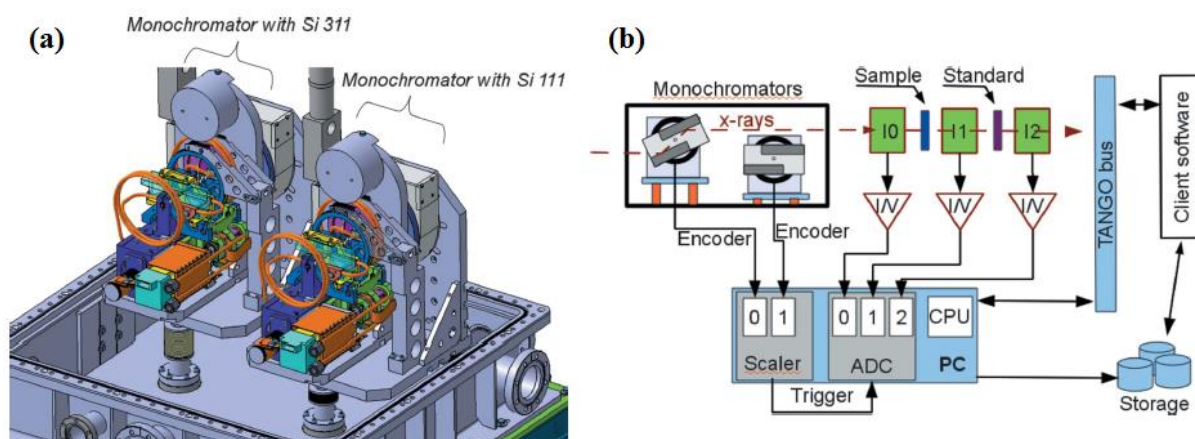 (a)
Monochromator with Si 311
Monochromator with Si 111
(b)
Monochromators
x-rays
Sample
Standard
I0
I1
I2
I/V
I/V
I/V
Encoder
Encoder
0
1
Scaler
0
1
2
ADC
CPU
PC
Trigger
TANGO bus
Client software
Storage